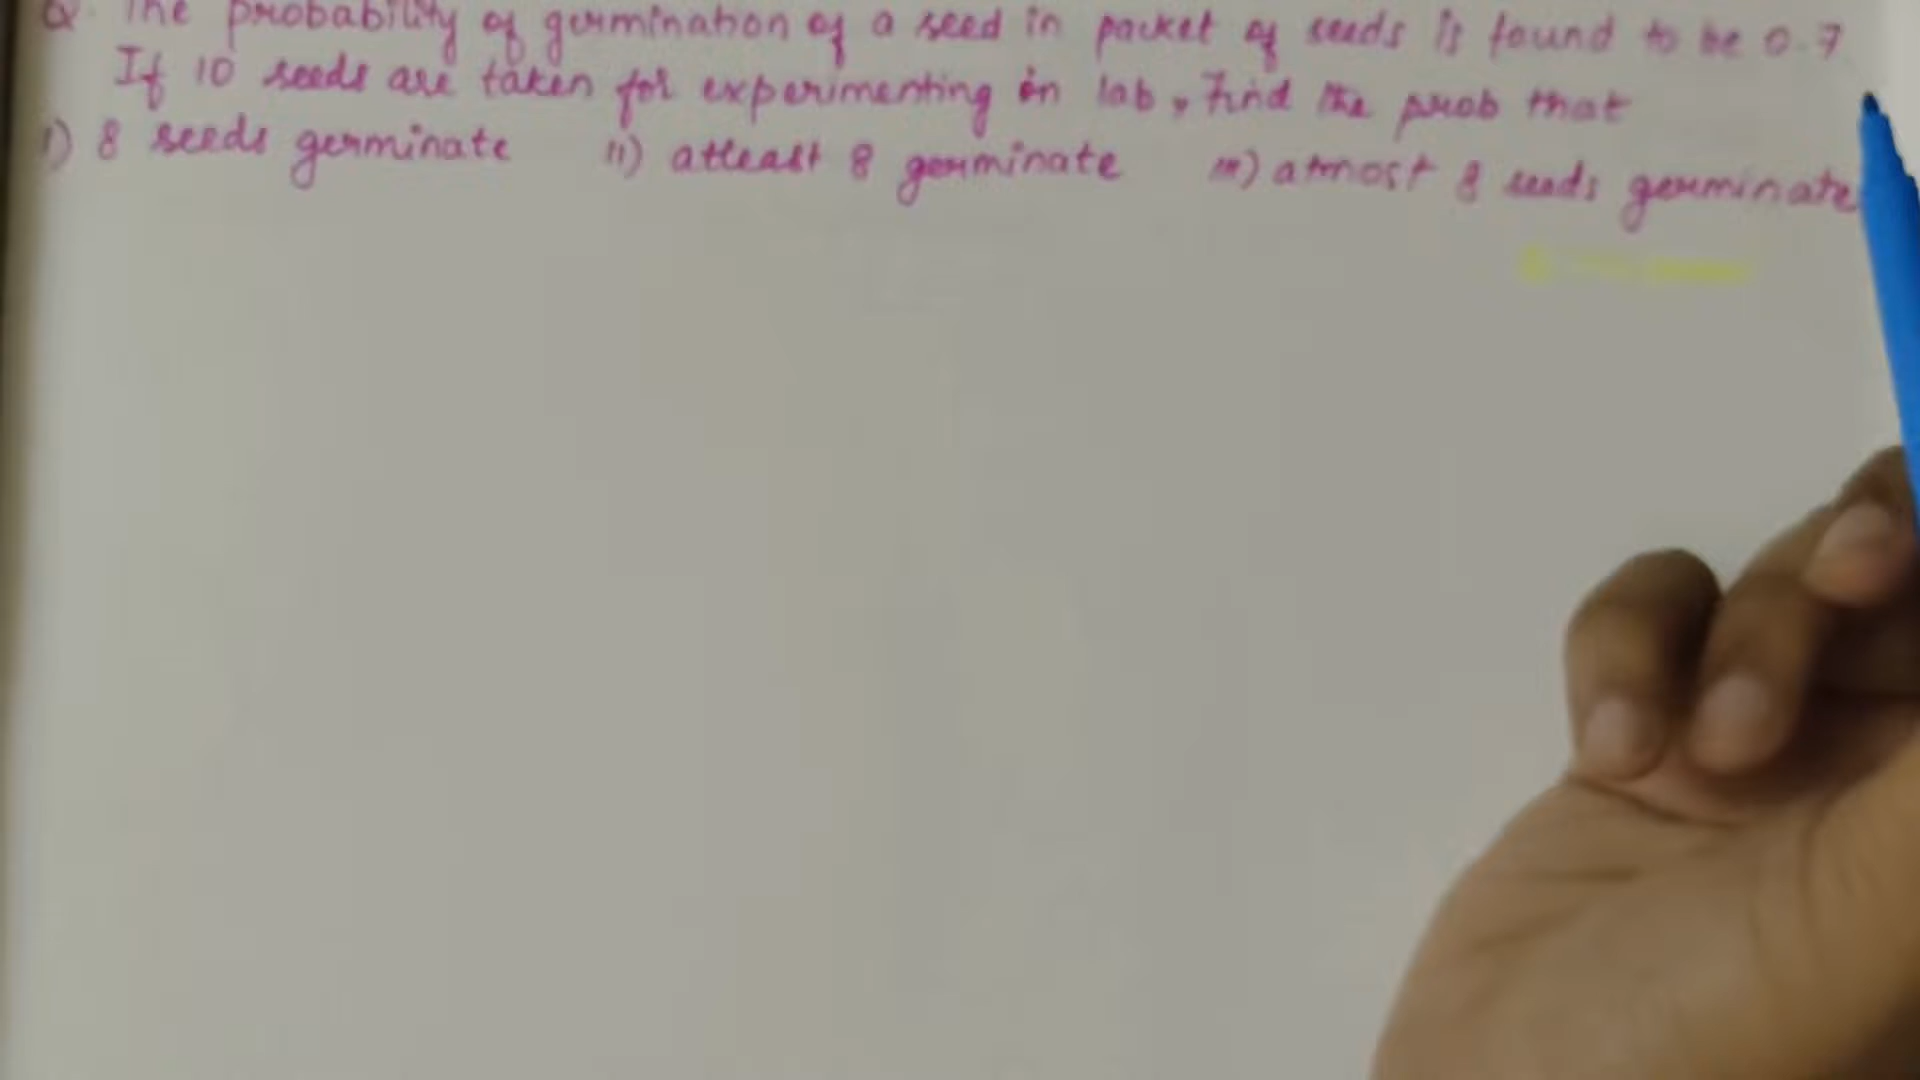 Q. The probability of germination of a seed in packet of seeds is found to be 0.7
If 10 seeds are taken for experimenting in lab, Find the prob that
i) 8 seeds germinate ii) atleast 8 germinate iii) atmost 8 seeds germinate